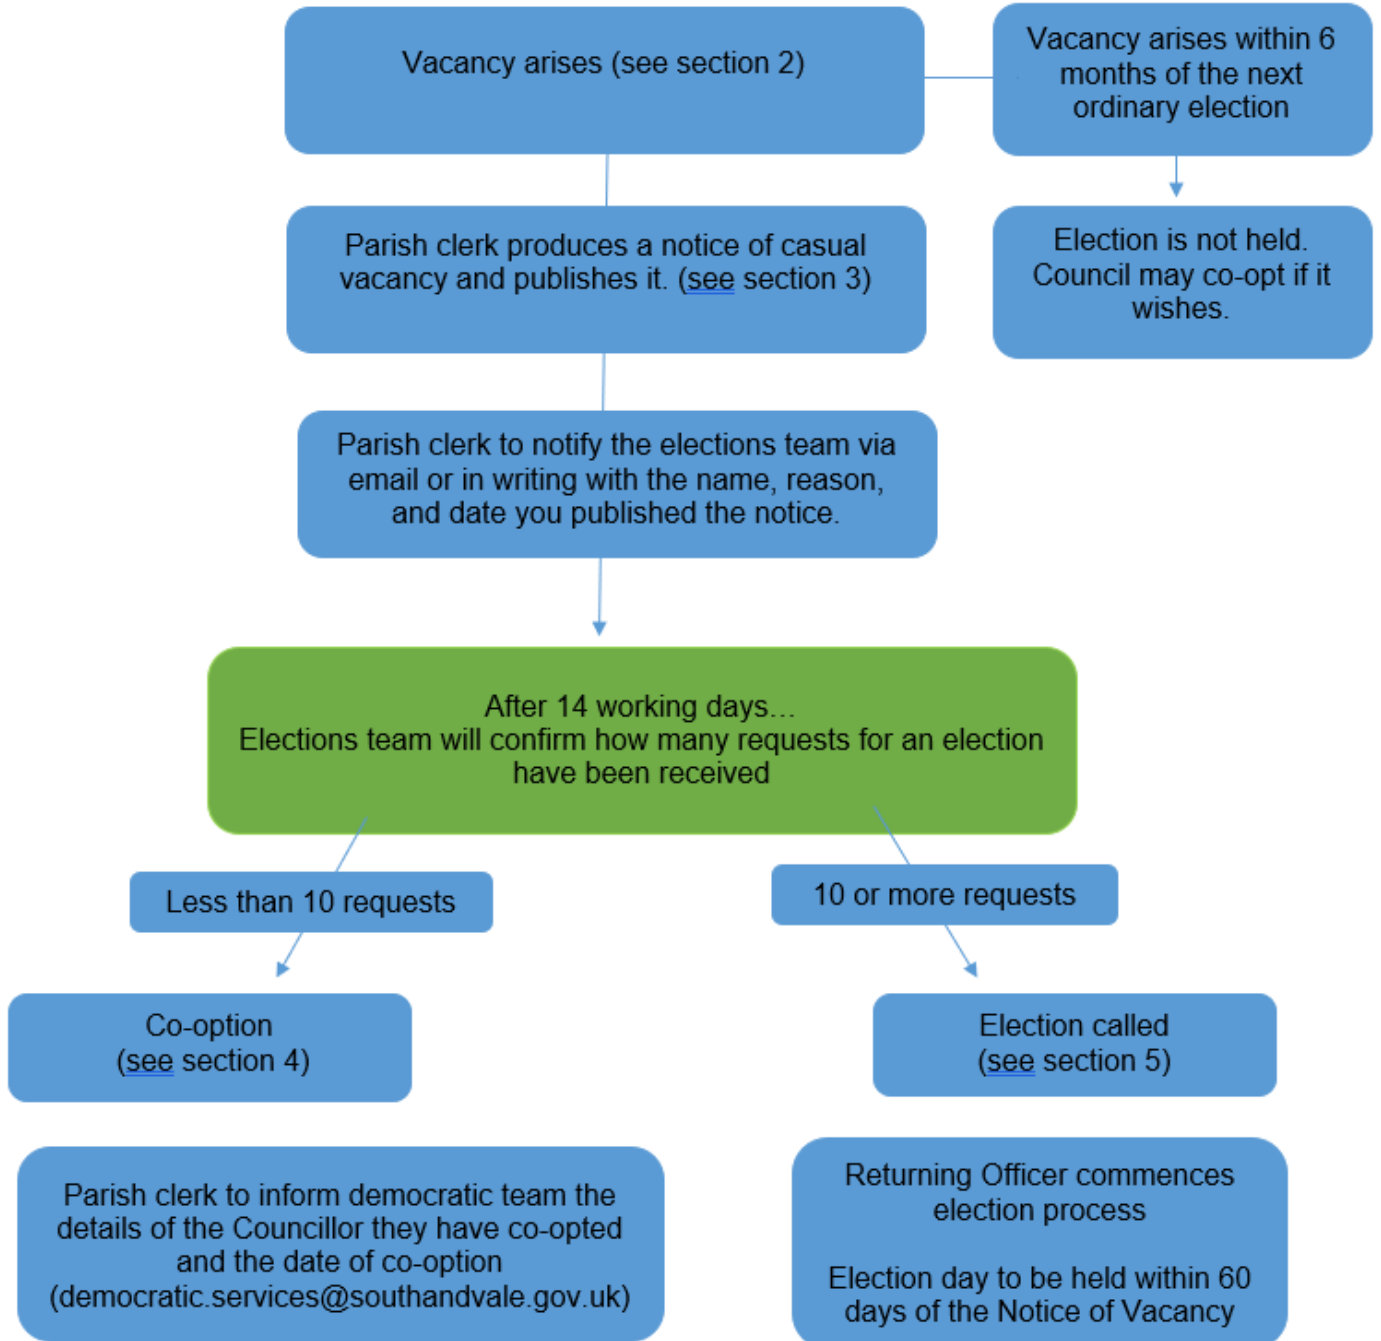 Vacancy arises (see section 2)
Vacancy arises within 6
months of the next
ordinary election
Parish clerk produces a notice of casual
vacancy and publishes it. (see section 3)
Election is not held.
Council may co-opt if it
wishes.
Parish clerk to notify the elections team via
email or in writing with the name, reason,
and date you published the notice.
After 14 working days…
Elections team will confirm how many requests for an election
have been received
Less than 10 requests
10 or more requests
Co-option
(see section 4)
Election called
(see section 5)
Parish clerk to inform democratic team the
details of the Councillor they have co-opted
and the date of co-option
(democratic.services@southandvale.gov.uk)
Returning Officer commences
election process
Election day to be held within 60
days of the Notice of Vacancy